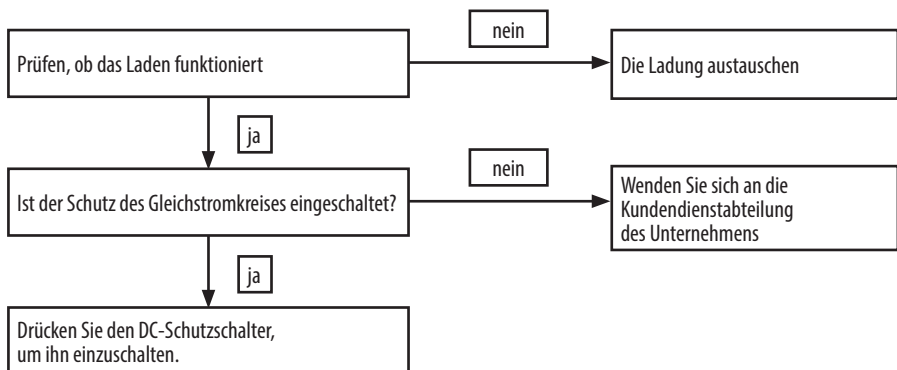 nein
Prüfen, ob das Laden funktioniert
Die Ladung austauschen
ja
nein
Ist der Schutz des Gleichstromkreises eingeschaltet?
Wenden Sie sich an die
Kundendienstabteilung
des Unternehmens
ja
Drücken Sie den DC-Schutzschalter,
um ihn einzuschalten.